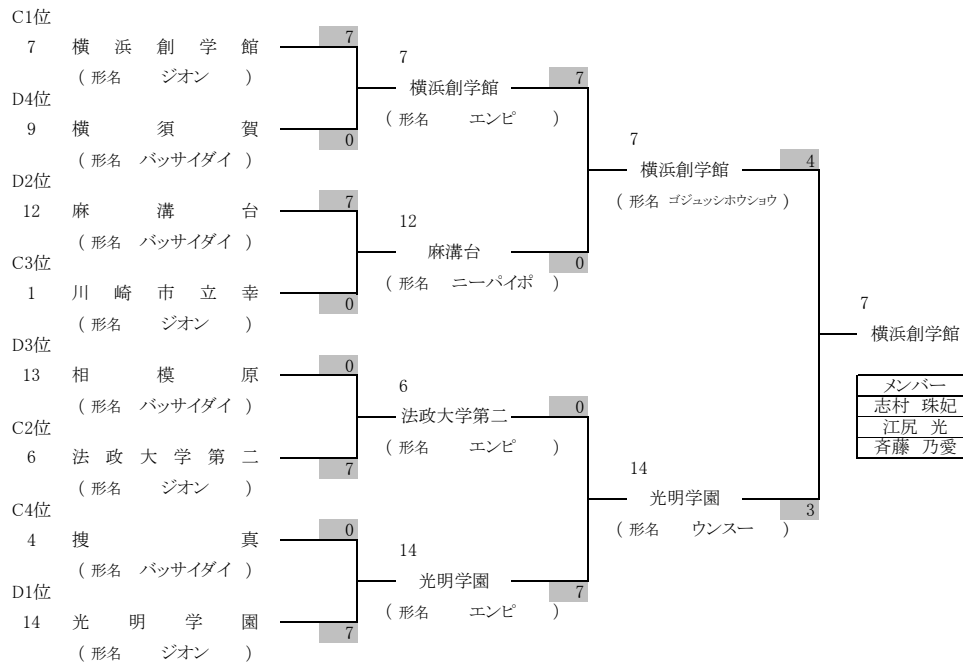 C1位
7 横浜創学館 7
( 形名 ジオン )
D4位
9 横須賀 0
( 形名 バッサイダイ )
D2位
12 麻溝台 7
( 形名 バッサイダイ )
C3位
1 川崎市立幸 0
( 形名 ジオン )
D3位
13 相模原 0
( 形名 バッサイダイ )
C2位
6 法政大学第二 7
( 形名 ジオン )
C4位
4 捜真 0
( 形名 バッサイダイ )
D1位
14 光明学園 7
( 形名 ジオン )
7
横浜創学館 7
( 形名 エンピ )
12
麻溝台 0
( 形名 ニーパイポ )
6
法政大学第二 0
( 形名 エンピ )
14
光明学園 7
( 形名 エンピ )
7
横浜創学館 4
( 形名 ゴジュッシホウショウ )
14
光明学園 3
( 形名 ウンスー )
7
横浜創学館
メンバー
志村 珠妃
江尻 光
斉藤 乃愛